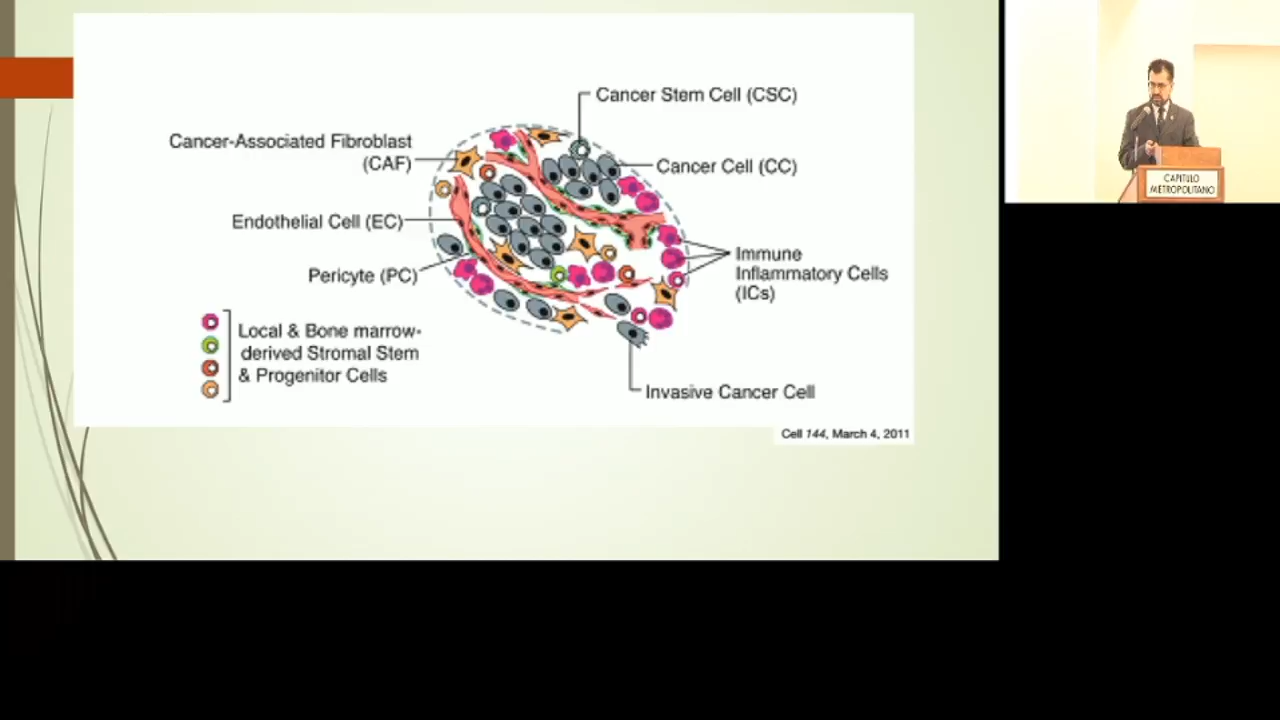 Cancer Stem Cell (CSC)
Cancer-Associated Fibroblast
(CAF)
Cancer Cell (CC)
Endothelial Cell (EC)
Immune
Inflammatory Cells
(ICs)
Pericyte (PC)
Local & Bone marrow-
derived Stromal Stem
& Progenitor Cells
Invasive Cancer Cell
Cell 144, March 4, 2011
CAPITULO
METROPOLITANO